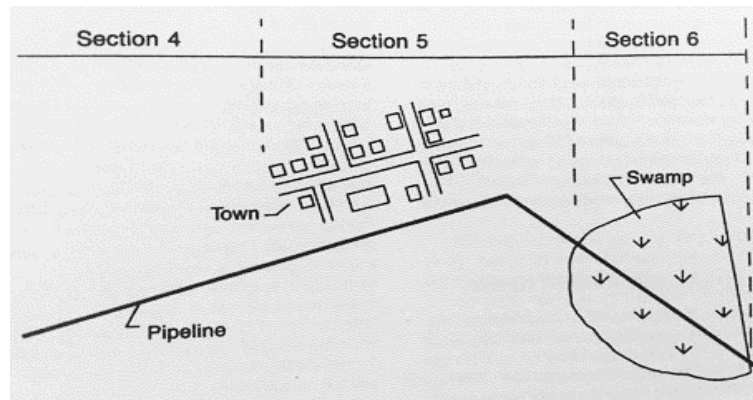 Section 4
Section 5
Section 6
Swamp
Town
Pipeline